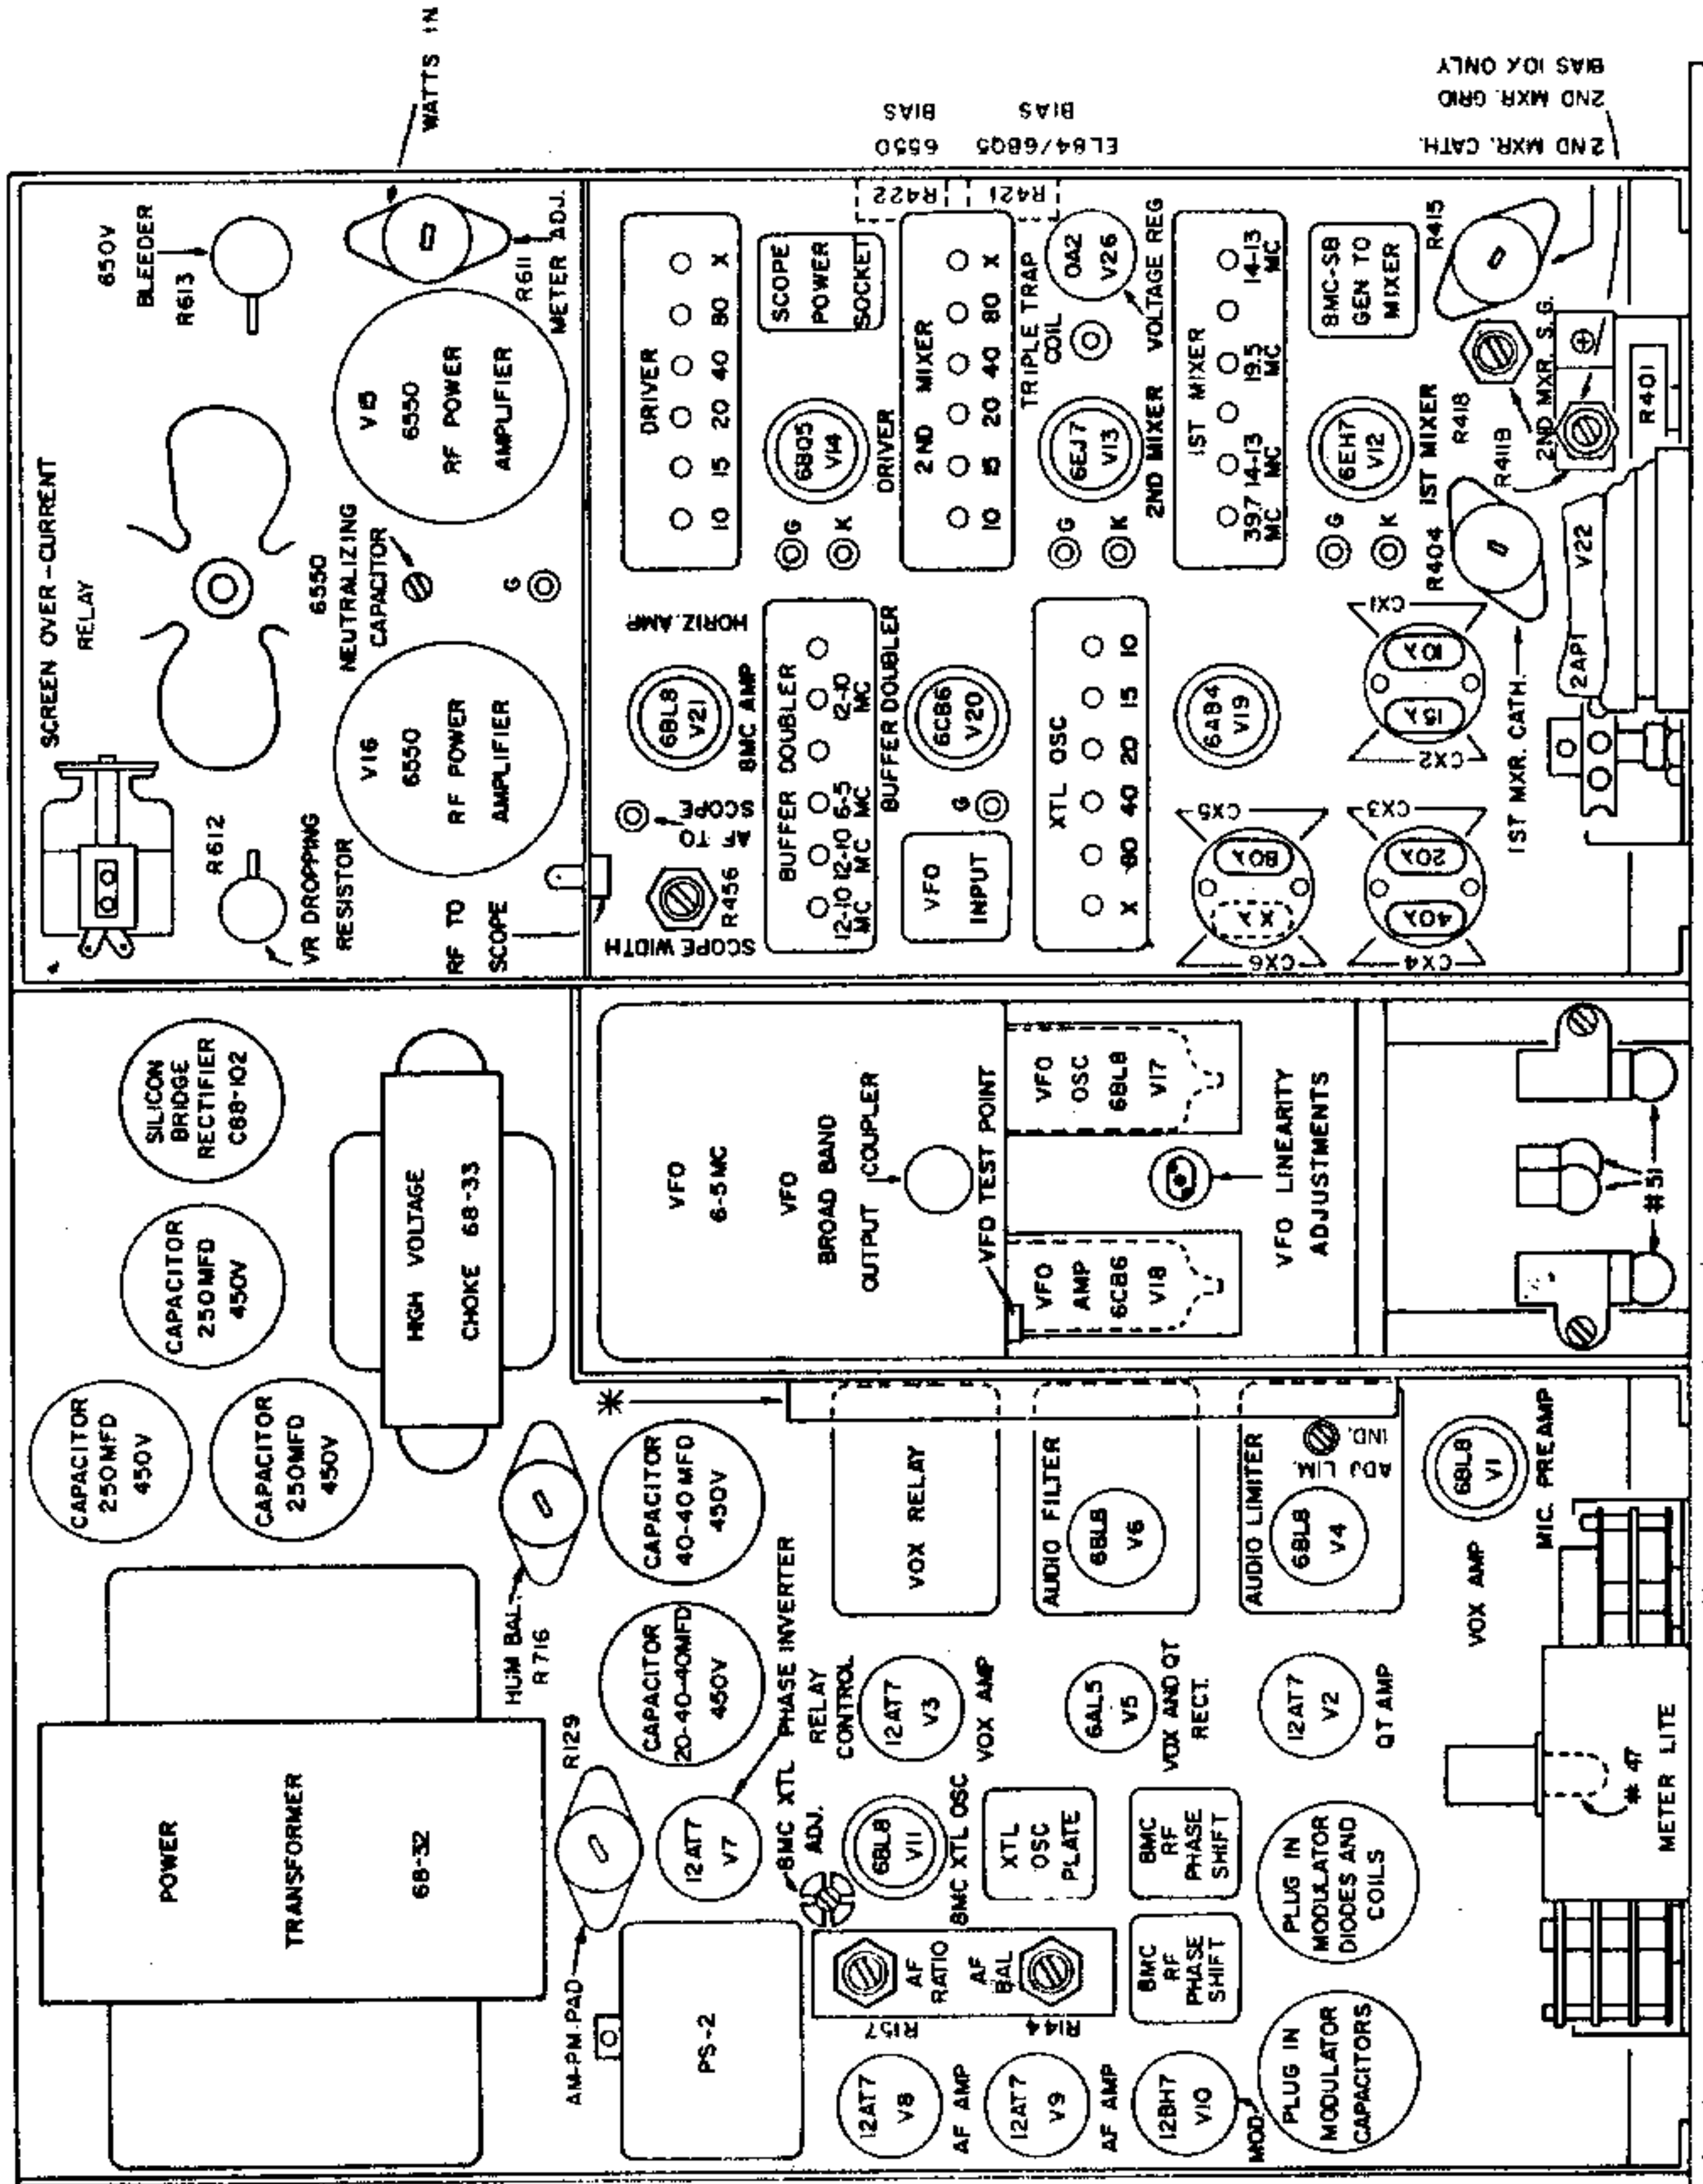 POWER
TRANSFORMER
68-32
CAPACITOR
250MFD
450V
CAPACITOR
250MFD
450V
CAPACITOR
250MFD
450V
SILICON
BRIDGE
RECTIFIER
C68-102
HIGH VOLTAGE
CHOKE 68-33
HUM BAL.
R716
AM-PM-PAD
R129
PS-2
12AT7
V7
PHASE INVERTER
CAPACITOR
20-40-40MFD
450V
CAPACITOR
40-40MFD
450V
*
8MC XTL
ADJ.
R157
AF
RATIO
AF
BAL
R144
12AT7
V8
AF AMP
12AT7
V9
AF AMP
12BH7
V10
MOD
6BL8
V11
8MC XTL OSC
XTL
OSC
PLATE
8MC
RF
PHASE
SHIFT
8MC
RF
PHASE
SHIFT
PLUG IN
MODULATOR
CAPACITORS
PLUG IN
MODULATOR
DIODES AND
COILS
RELAY
CONTROL
12AT7
V3
VOX AMP
6AL5
V5
VOX AND QT
RECT.
12AT7
V2
QT AMP
VOX RELAY
AUDIO FILTER
6BL8
V6
AUDIO LIMITER
6BL8
V4
ADJ LIM.
IND.
VOX AMP
6BL8
V1
MIC. PREAMP
# 47
METER LITE
VFO
6-5MC
VFO
BROAD BAND
OUTPUT COUPLER
VFO TEST POINT
VFO
AMP
6CB6
V18
VFO
OSC
6BL8
V17
VFO LINEARITY
ADJUSTMENTS
#51
SCREEN OVER-CURRENT
RELAY
R612
VR DROPPING
RESISTOR
650V
BLEEDER
R613
WATTS IN
V16
6550
RF POWER
AMPLIFIER
6550
NEUTRALIZING
CAPACITOR
G
V15
6550
RF POWER
AMPLIFIER
R611
METER ADJ.
RF TO
SCOPE
SCOPE WIDTH
R456
AF TO
SCOPE
6BL8
V21
8MC AMP
HORIZ. AMP
DRIVER
10 15 20 40 80 X
BUFFER DOUBLER
12-10
MC
12-10
MC
6-5
MC
12-10
MC
G
K
6BQ5
V14
DRIVER
SCOPE
POWER
SOCKET
R422
6550
BIAS
R421
EL84/6BQ5
BIAS
VFO
INPUT
G
6CB6
V20
BUFFER DOUBLER
2ND MIXER
10 15 20 40 80 X
TRIPLE TRAP
COIL
OA2
V26
VOLTAGE REG
G
K
6EJ7
V13
2ND MIXER
XTL OSC
X 80 40 20 15 10
1ST MIXER
39.7
MC
14-13
MC
19.5
MC
14-13
MC
6AB4
V19
G
K
6EH7
V12
1ST MIXER
8MC-SB
GEN TO
MIXER
CX5
80X
X X
CX6
CX1
10X
15X
CX2
CX3
20X
40X
CX4
R404
1ST MXR. CATH.
R418
R419
2ND MXR. S.G.
R415
2ND MXR. CATH.
2ND MXR. GRID
BIAS 10X ONLY
R401
2AP1 V22